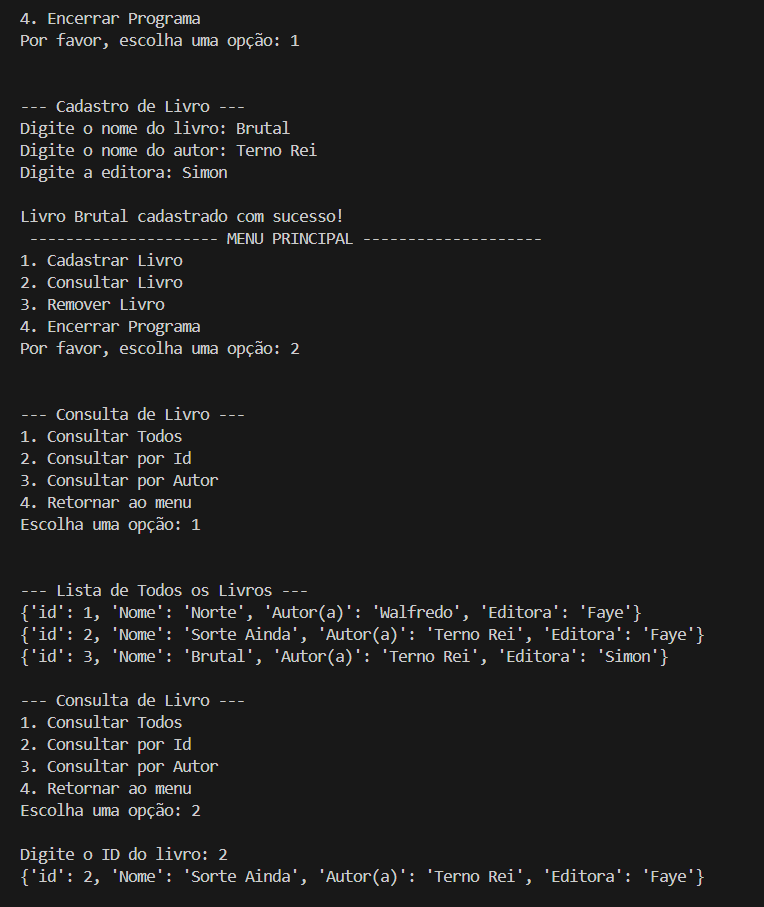 4. Encerrar Programa
Por favor, escolha uma opção: 1
--- Cadastro de Livro ---
Digite o nome do livro: Brutal
Digite o nome do autor: Terno Rei
Digite a editora: Simon
Livro Brutal cadastrado com sucesso!
--------------------- MENU PRINCIPAL --------------------
1. Cadastrar Livro
2. Consultar Livro
3. Remover Livro
4. Encerrar Programa
Por favor, escolha uma opção: 2
--- Consulta de Livro ---
1. Consultar Todos
2. Consultar por Id
3. Consultar por Autor
4. Retornar ao menu
Escolha uma opção: 1
--- Lista de Todos os Livros ---
{'id': 1, 'Nome': 'Norte', 'Autor(a)': 'Walfredo', 'Editora': 'Faye'}
{'id': 2, 'Nome': 'Sorte Ainda', 'Autor(a)': 'Terno Rei', 'Editora': 'Faye'}
{'id': 3, 'Nome': 'Brutal', 'Autor(a)': 'Terno Rei', 'Editora': 'Simon'}
--- Consulta de Livro ---
1. Consultar Todos
2. Consultar por Id
3. Consultar por Autor
4. Retornar ao menu
Escolha uma opção: 2
Digite o ID do livro: 2
{'id': 2, 'Nome': 'Sorte Ainda', 'Autor(a)': 'Terno Rei', 'Editora': 'Faye'}